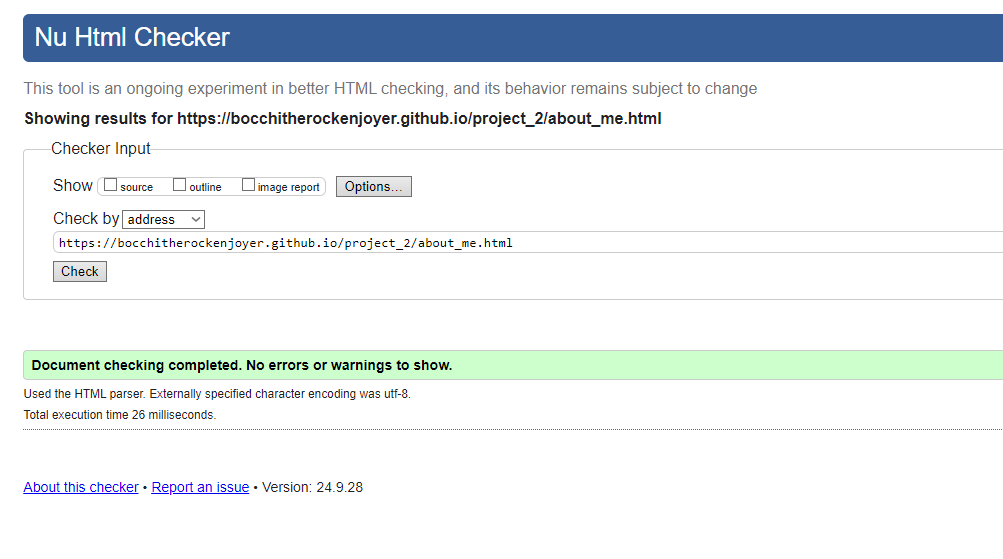 Nu Html Checker
This tool is an ongoing experiment in better HTML checking, and its behavior remains subject to change
Showing results for https://bocchitherockenjoyer.github.io/project_2/about_me.html
Checker Input
Show source outline image report Options...
Check by address
https://bocchitherockenjoyer.github.io/project_2/about_me.html
Check
Document checking completed. No errors or warnings to show.
Used the HTML parser. Externally specified character encoding was utf-8.
Total execution time 26 milliseconds.
About this checker • Report an issue • Version: 24.9.28